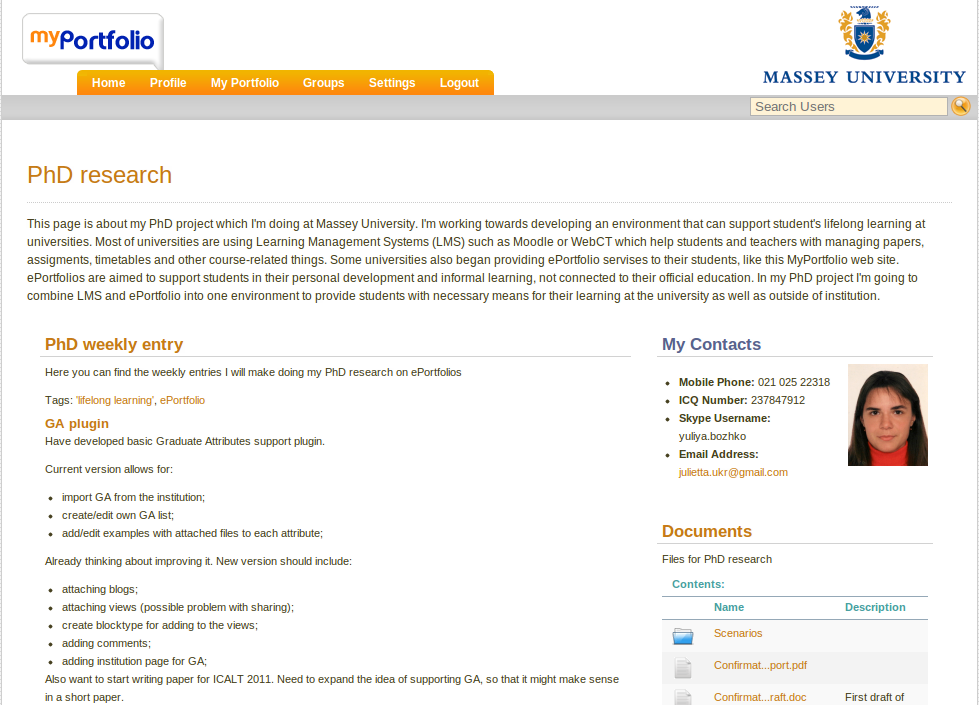 myPortfolio
MASSEY UNIVERSITY
Home Profile My Portfolio Groups Settings Logout
Search Users
PhD research
This page is about my PhD project which I'm doing at Massey University. I'm working towards developing an environment that can support student's lifelong learning at
universities. Most of universities are using Learning Management Systems (LMS) such as Moodle or WebCT which help students and teachers with managing papers,
assigments, timetables and other course-related things. Some universities also began providing ePortfolio servises to their students, like this MyPortfolio web site.
ePortfolios are aimed to support students in their personal development and informal learning, not connected to their official education. In my PhD project I'm going to
combine LMS and ePortfolio into one environment to provide students with necessary means for their learning at the university as well as outside of institution.
PhD weekly entry
Here you can find the weekly entries I will make doing my PhD research on ePortfolios
Tags: 'lifelong learning', ePortfolio
GA plugin
Have developed basic Graduate Attributes support plugin.
Current version allows for:
import GA from the institution;
create/edit own GA list;
add/edit examples with attached files to each attribute;
Already thinking about improving it. New version should include:
attaching blogs;
attaching views (possible problem with sharing);
create blocktype for adding to the views;
adding comments;
adding institution page for GA;
Also want to start writing paper for ICALT 2011. Need to expand the idea of supporting GA, so that it might make sense
in a short paper.
My Contacts
Mobile Phone: 021 025 22318
ICQ Number: 237847912
Skype Username:
yuliya.bozhko
Email Address:
julietta.ukr@gmail.com
Documents
Files for PhD research
Contents:
Name Description
Scenarios
Confirmat...port.pdf
Confirmat...raft.doc First draft of